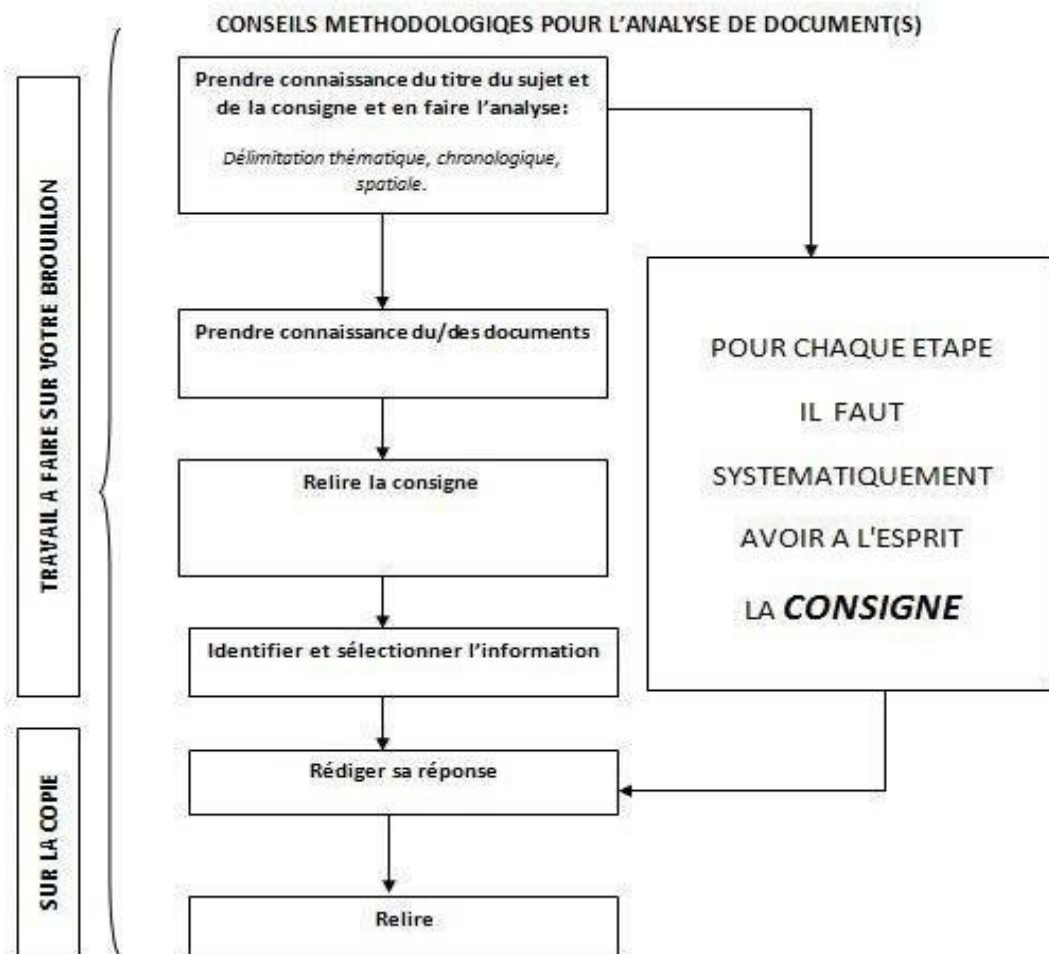 CONSEILS METHODOLOGIQES POUR L'ANALYSE DE DOCUMENT(S)
TRAVAIL A FAIRE SUR VOTRE BROUILLON
Prendre connaissance du titre du sujet et
de la consigne et en faire l'analyse:
Délimitation thématique, chronologique,
spatiale.
Prendre connaissance du/des documents
Relire la consigne
Identifier et sélectionner l'information
POUR CHAQUE ETAPE
IL FAUT
SYSTEMATIQUEMENT
AVOIR A L'ESPRIT
LA CONSIGNE
SUR LA COPIE
Rédiger sa réponse
Relire